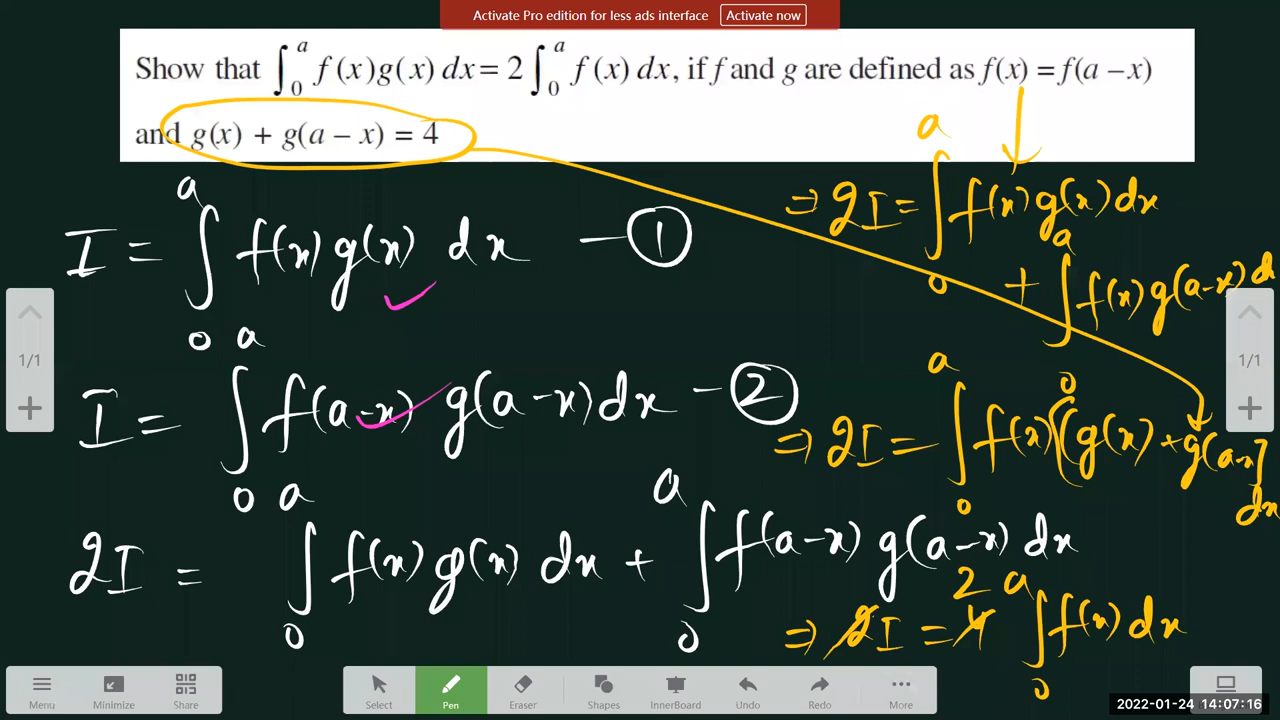 Activate Pro edition for less ads interface Activate now
Show that ∫₀ᵃ f(x)g(x) dx = 2 ∫₀ᵃ f(x) dx, if f and g are defined as f(x) = f(a – x)
and g(x) + g(a – x) = 4
I = ∫₀ᵃ f(x) g(x) dx – ①
I = ∫₀ᵃ f(a-x) g(a-x) dx – ②
2I = ∫₀ᵃ f(x) g(x) dx + ∫₀ᵃ f(a-x) g(a-x) dx
⇒ 2I = ∫₀ᵃ f(x) g(x) dx
+ ∫₀ᵃ f(x) g(a-x) d
⇒ 2I = ∫₀ᵃ f(x) (g(x) + g(a-x]
dx
2
⇒ 2I = 4 ∫₀ᵃ f(x) dx
1/1
1/1
Menu Minimize Share Select Pen Eraser Shapes InnerBoard Undo Redo More
2022-01-24 14:07:16